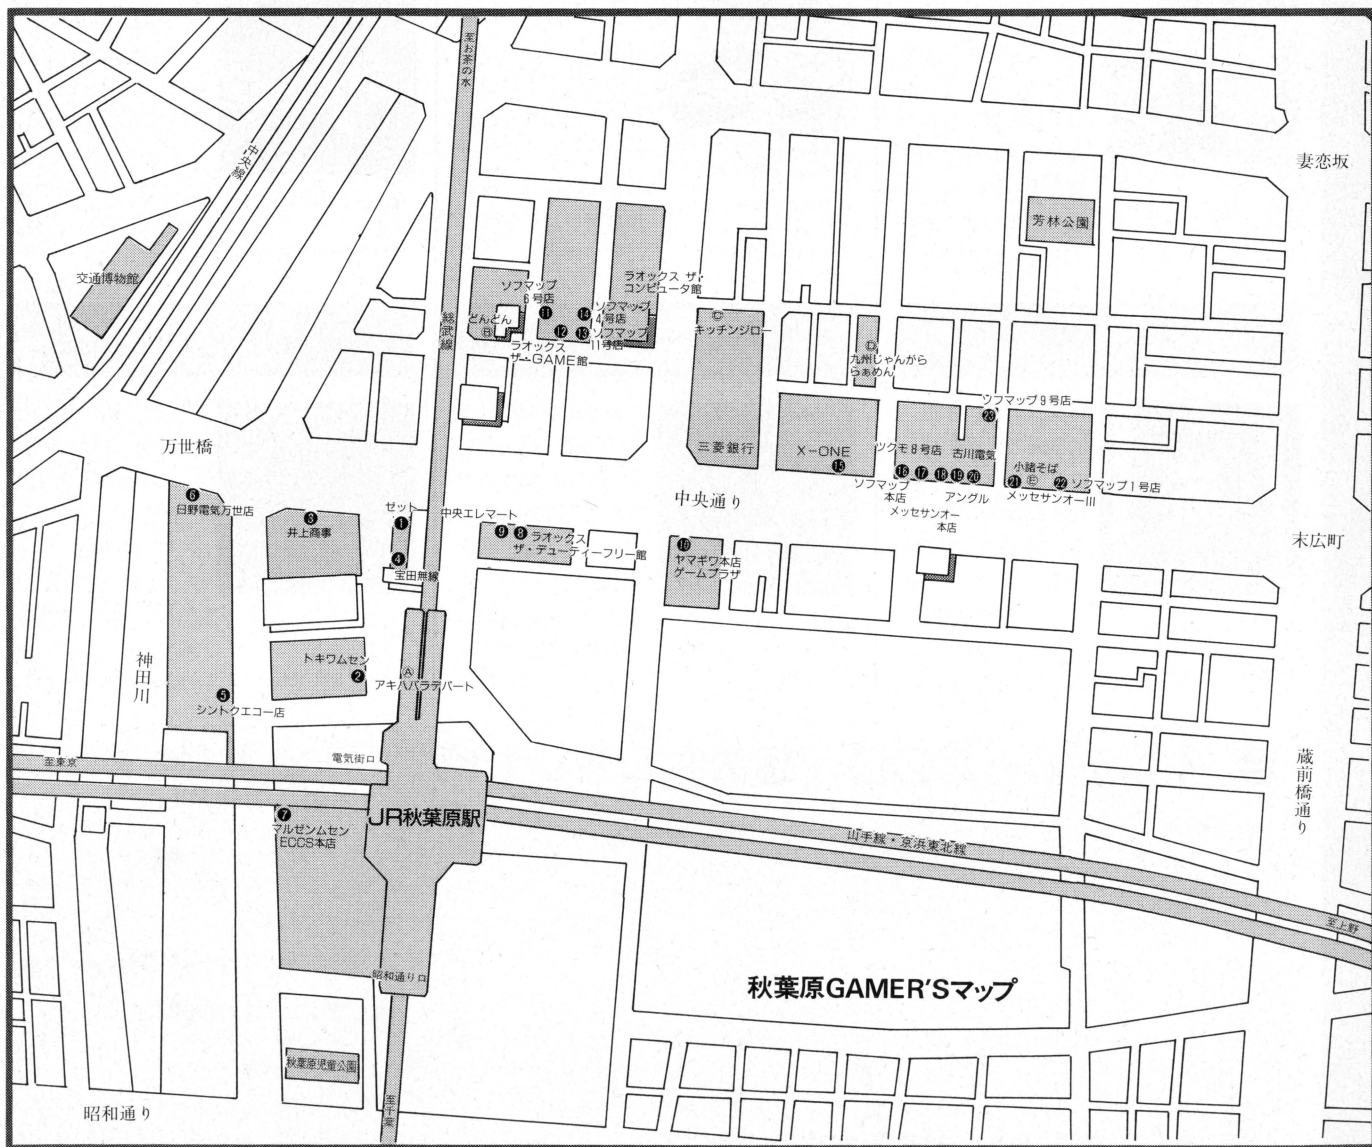 至お茶の水
中央線
妻恋坂
芳林公園
交通博物館
ソフマップ
6号店
ラオックス ザ・
コンピュータ館
⓫
⓮
ソフマップ
4号店
どんどん
Ⓑ
⓬
⓭
ソフマップ
11号店
ラオックス
ザ・GAME館
総武線
Ⓒ
キッチンジロー
Ⓓ
九州じゃんがら
らあめん
ソフマップ9号店
㉓
万世橋
三菱銀行
X-ONE
⓯
ツクモ8号店
古川電気
小諸そば
⓰
⓱
⓲
⓳
⓴
㉑
Ⓔ
㉒
ソフマップ1号店
ソフマップ
本店
アングル
メッセサンオーIII
メッセサンオー
本店
中央通り
❻
日野電気万世店
❸
井上商事
ゼット
❶
中央エレマート
❾
❽
ラオックス
ザ・デューティーフリー館
❿
ヤマギワ本店
ゲームプラザ
末広町
❹
宝田無線
神田川
トキワムセン
❷
Ⓐ
アキハバラデパート
❺
シントクエコー店
至東京
電気街口
蔵前橋通り
❼
マルゼンムセン
ECCS本店
JR秋葉原駅
山手線・京浜東北線
至上野
昭和通り口
秋葉原GAMER'Sマップ
秋葉原児童公園
至千葉
昭和通り